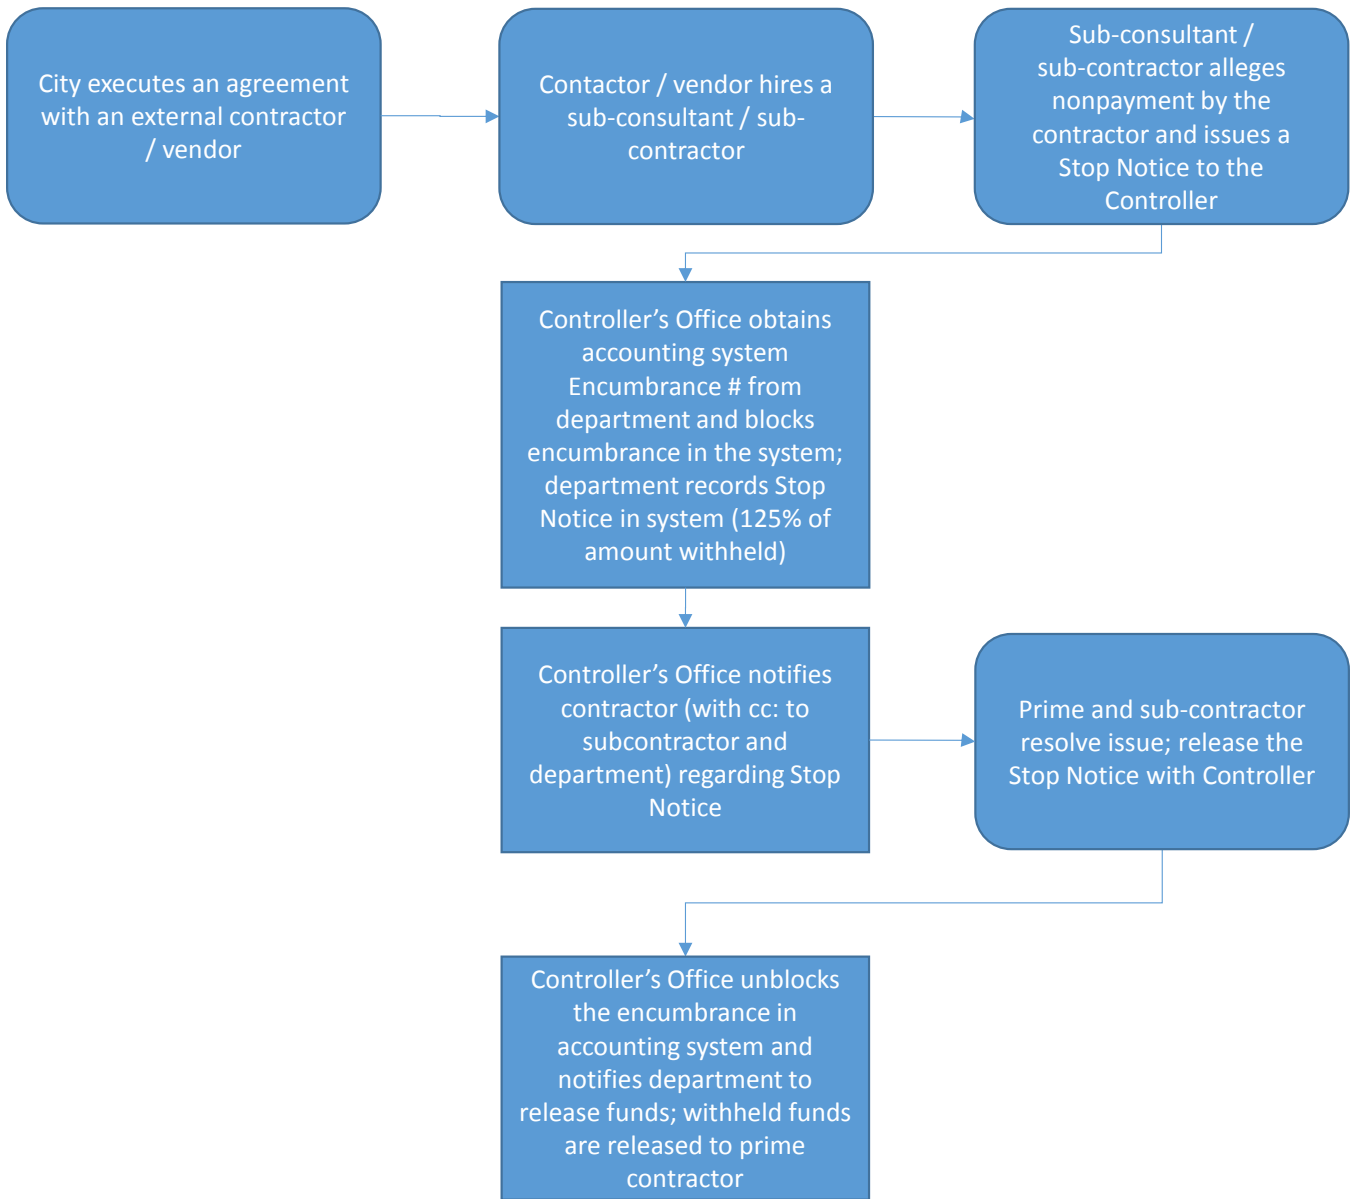 City executes an agreement
with an external contractor
/ vendor
Contactor / vendor hires a
sub-consultant / sub-
contractor
Sub-consultant /
sub-contractor alleges
nonpayment by the
contractor and issues a
Stop Notice to the
Controller
Controller’s Office obtains
accounting system
Encumbrance # from
department and blocks
encumbrance in the system;
department records Stop
Notice in system (125% of
amount withheld)
Controller’s Office notifies
contractor (with cc: to
subcontractor and
department) regarding Stop
Notice
Prime and sub-contractor
resolve issue; release the
Stop Notice with Controller
Controller’s Office unblocks
the encumbrance in
accounting system and
notifies department to
release funds; withheld funds
are released to prime
contractor